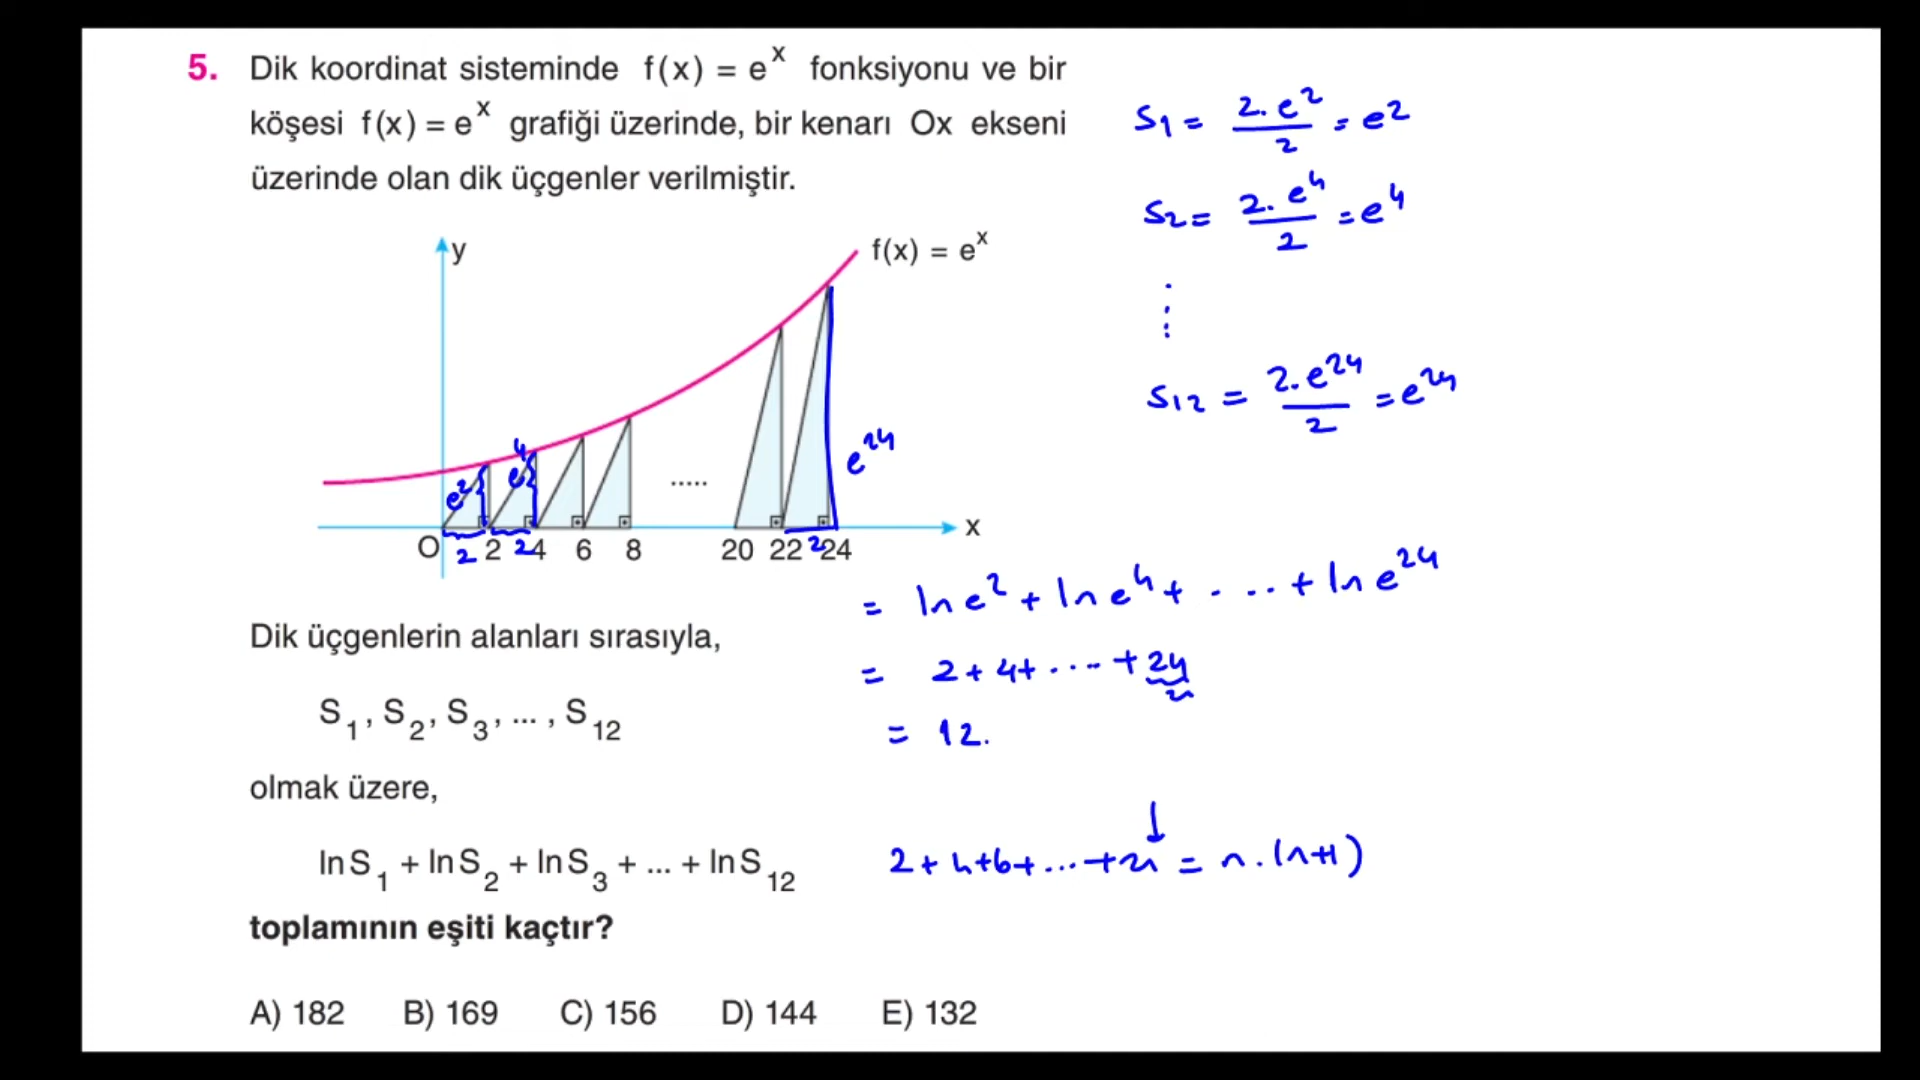 5. Dik koordinat sisteminde f(x) = e^x fonksiyonu ve bir
köşesi f(x) = e^x grafiği üzerinde, bir kenarı Ox ekseni
üzerinde olan dik üçgenler verilmiştir.
S1 = 2.e^2/2 = e^2
S2 = 2.e^4/2 = e^4
⋮
S12 = 2.e^24/2 = e^24
y
f(x) = e^x
e^2 e^4 ..... e^24
x
O 2 4 6 8 20 22 24
2 2 2
= ln e^2 + ln e^4 + .... + ln e^24
= 2 + 4 + .... + 24
2n
= 12.
Dik üçgenlerin alanları sırasıyla,
S1, S2, S3, ... , S12
olmak üzere,
lnS1 + lnS2 + lnS3 + ... + lnS12
2+4+6+...+2n = n.(n+1)
toplamının eşiti kaçtır?
A) 182 B) 169 C) 156 D) 144 E) 132